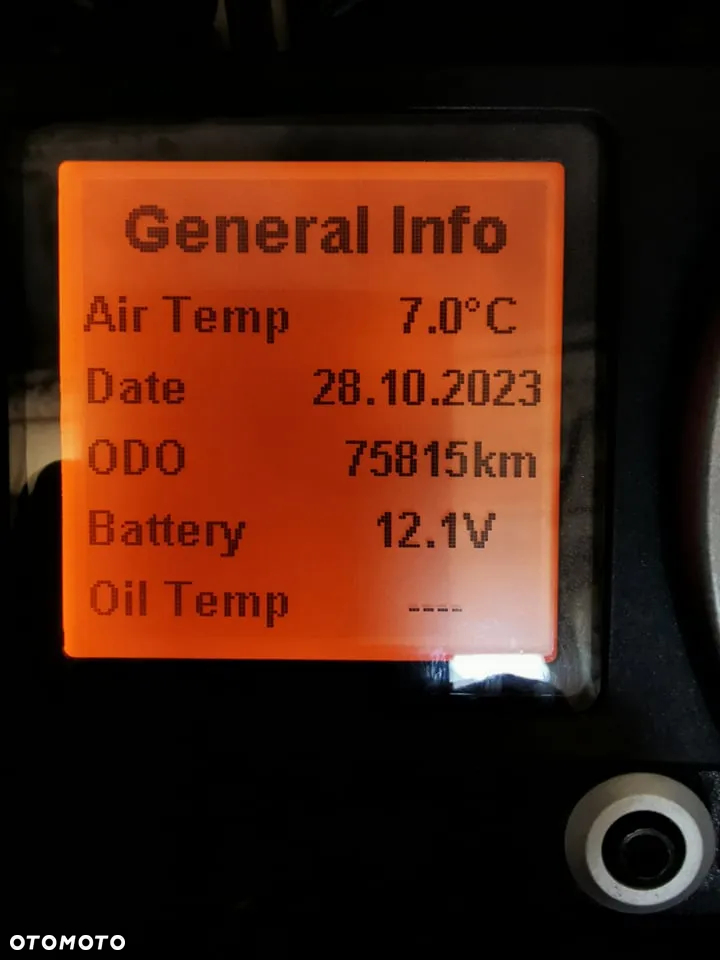 General Info
Air Temp 7.0°C
Date 28.10.2023
ODO 75815km
Battery 12.1V
Oil Temp ----
OTOMOTO